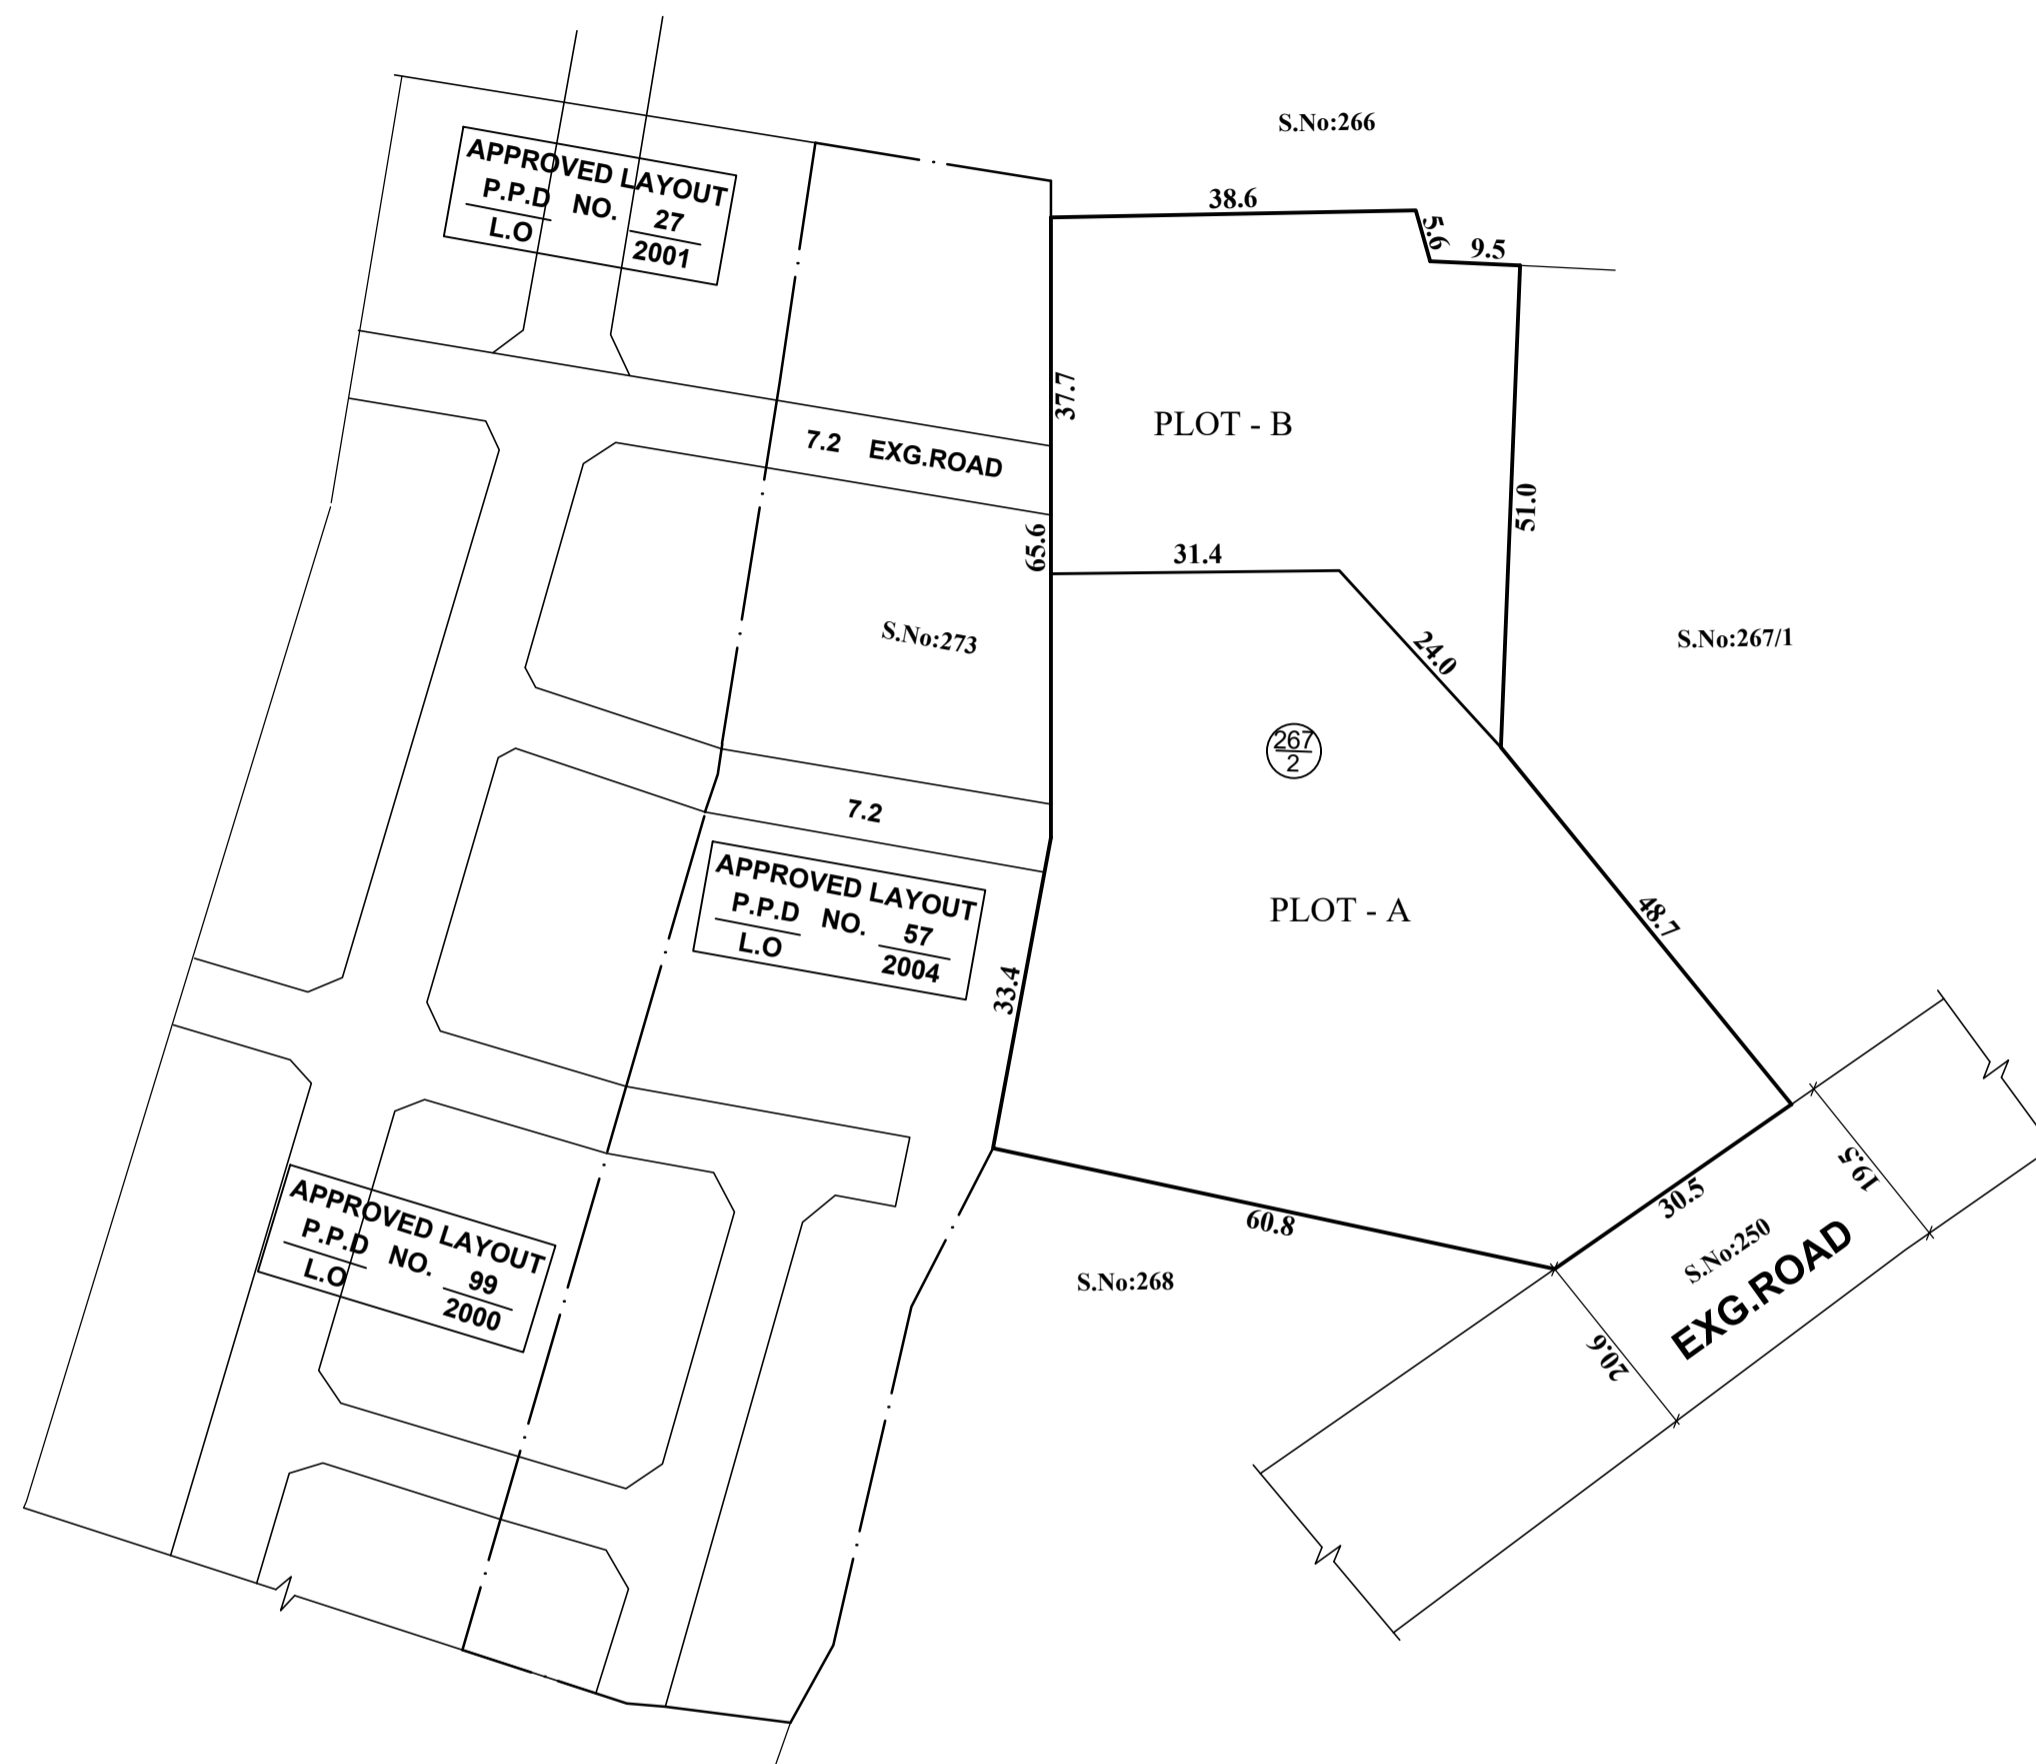 S.No:266
APPROVED LAYOUT
P.P.D NO. 27
L.O 2001
38.6
5.6
9.5
37.7
PLOT - B
7.2 EXG.ROAD
51.0
65.6
31.4
S.No:273
24.0
S.No:267/1
267
2
7.2
APPROVED LAYOUT
P.P.D NO. 57
L.O 2004
PLOT - A
48.7
33.4
19.5
30.5
APPROVED LAYOUT
P.P.D NO. 99
L.O 2000
60.8
S.No:250
EXG.ROAD
S.No:268
20.6